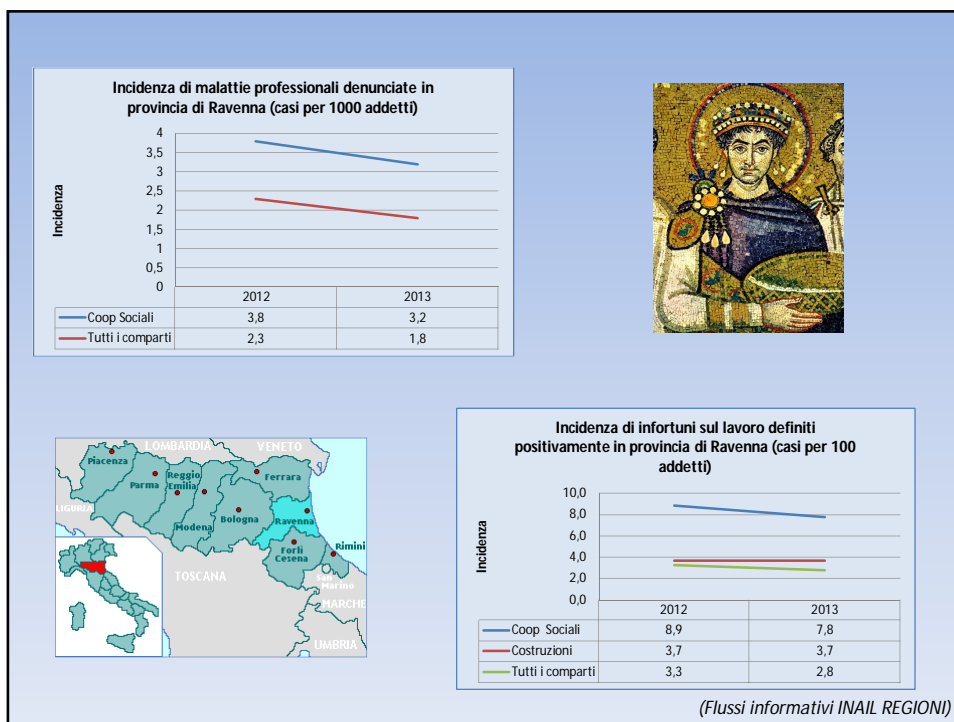 Incidenza di malattie professionali denunciate in
provincia di Ravenna (casi per 1000 addetti)
Incidenza
4
3,5
3
2,5
2
1,5
1
0,5
0
2012 2013
Coop Sociali 3,8 3,2
Tutti i comparti 2,3 1,8
LOMBARDIA VENETO
Piacenza
Parma
Reggio
Emilia
Ferrara
LIGURIA
Modena
Bologna
Ravenna
Forlì
Cesena
Rimini
TOSCANA
San
Marino
MARCHE
UMBRIA
Incidenza di infortuni sul lavoro definiti
positivamente in provincia di Ravenna (casi per 100
addetti)
Incidenza
10,0
8,0
6,0
4,0
2,0
0,0
2012 2013
Coop Sociali 8,9 7,8
Costruzioni 3,7 3,7
Tutti i comparti 3,3 2,8
(Flussi informativi INAIL REGIONI)